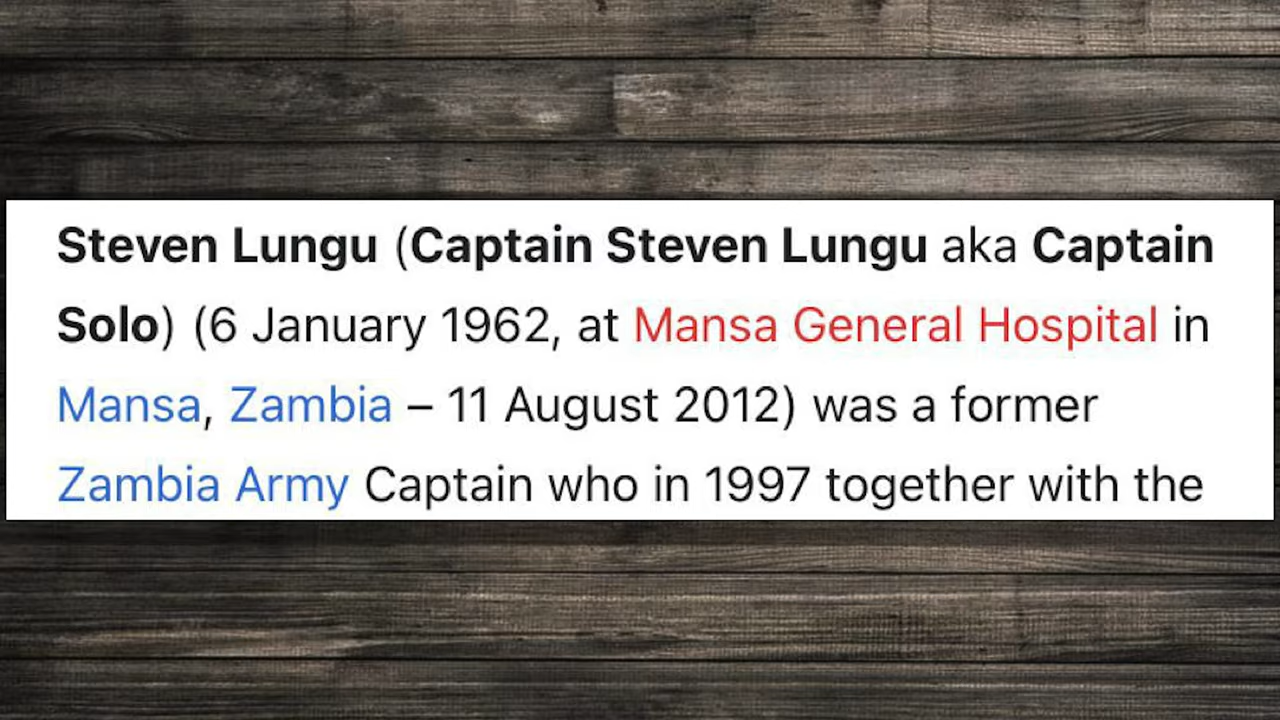 Steven Lungu (Captain Steven Lungu aka Captain
Solo) (6 January 1962, at Mansa General Hospital in
Mansa, Zambia – 11 August 2012) was a former
Zambia Army Captain who in 1997 together with the